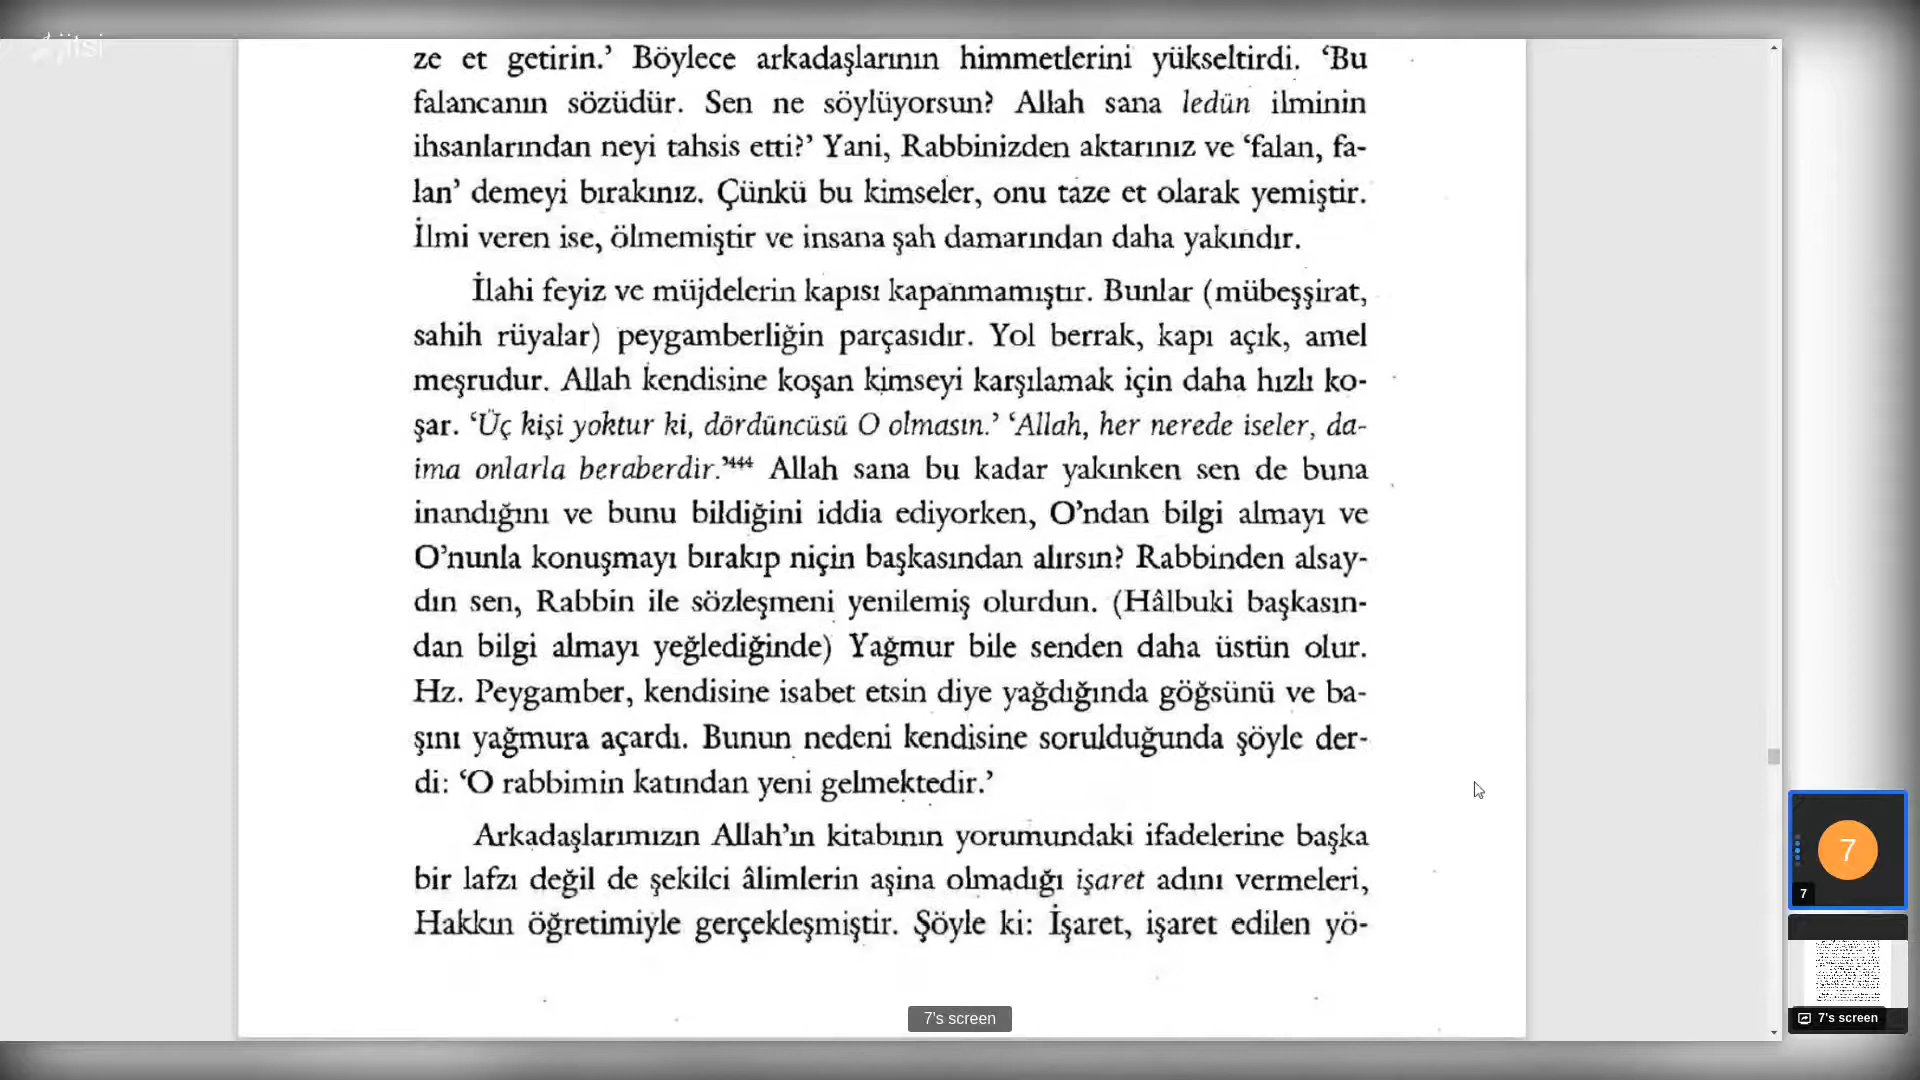 jitsi
ze et getirin.’ Böylece arkadaşlarının himmetlerini yükseltirdi. ‘Bu
falancanın sözüdür. Sen ne söylüyorsun? Allah sana ledün ilminin
ihsanlarından neyi tahsis etti?’ Yani, Rabbinizden aktarınız ve ‘falan, fa-
lan’ demeyi bırakınız. Çünkü bu kimseler, onu taze et olarak yemiştir.
İlmi veren ise, ölmemiştir ve insana şah damarından daha yakındır.
İlahi feyiz ve müjdelerin kapısı kapanmamıştır. Bunlar (mübeşşirat,
sahih rüyalar) peygamberliğin parçasıdır. Yol berrak, kapı açık, amel
meşrudur. Allah kendisine koşan kimseyi karşılamak için daha hızlı ko-
şar. ‘Üç kişi yoktur ki, dördüncüsü O olmasın.’ ‘Allah, her nerede iseler, da-
ima onlarla beraberdir.’444 Allah sana bu kadar yakınken sen de buna
inandığını ve bunu bildiğini iddia ediyorken, O’ndan bilgi almayı ve
O’nunla konuşmayı bırakıp niçin başkasından alırsın? Rabbinden alsay-
dın sen, Rabbin ile sözleşmeni yenilemiş olurdun. (Hâlbuki başkasın-
dan bilgi almayı yeğlediğinde) Yağmur bile senden daha üstün olur.
Hz. Peygamber, kendisine isabet etsin diye yağdığında göğsünü ve ba-
şını yağmura açardı. Bunun nedeni kendisine sorulduğunda şöyle der-
di: ‘O rabbimin katından yeni gelmektedir.’
Arkadaşlarımızın Allah’ın kitabının yorumundaki ifadelerine başka
bir lafzı değil de şekilci âlimlerin aşina olmadığı işaret adını vermeleri,
Hakkın öğretimiyle gerçekleşmiştir. Şöyle ki: İşaret, işaret edilen yö-
7's screen
7
7
7's screen